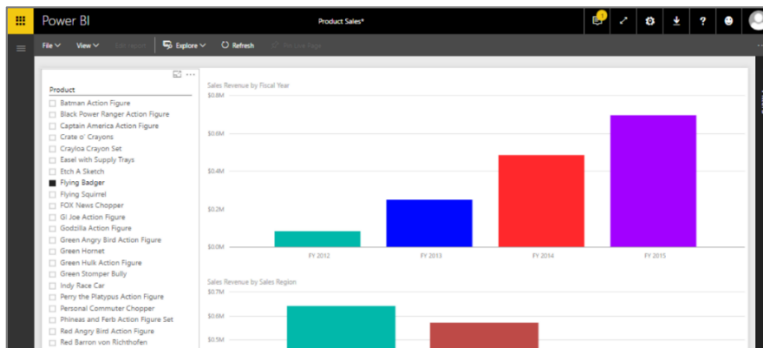 Power BI
Product Sales*
File View Edit report Explore Refresh Pin Live Page
Product
Batman Action Figure
Black Power Ranger Action Figure
Captain America Action Figure
Crate o' Crayons
Crayloa Crayon Set
Easel with Supply Trays
Etch A Sketch
Flying Badger
Flying Squirrel
FOX News Chopper
GI Joe Action Figure
Godzilla Action Figure
Green Angry Bird Action Figure
Green Hornet
Green Hulk Action Figure
Green Stomper Bully
Indy Race Car
Perry the Platypus Action Figure
Personal Commuter Chopper
Phineas and Ferb Action Figure Set
Red Angry Bird Action Figure
Red Barron von Richthofen
Sales Revenue by Fiscal Year
$0.8M
$0.6M
$0.4M
$0.2M
$0.0M
FY 2012 FY 2013 FY 2014 FY 2015
Sales Revenue by Sales Region
$0.7M
$0.6M
$0.5M